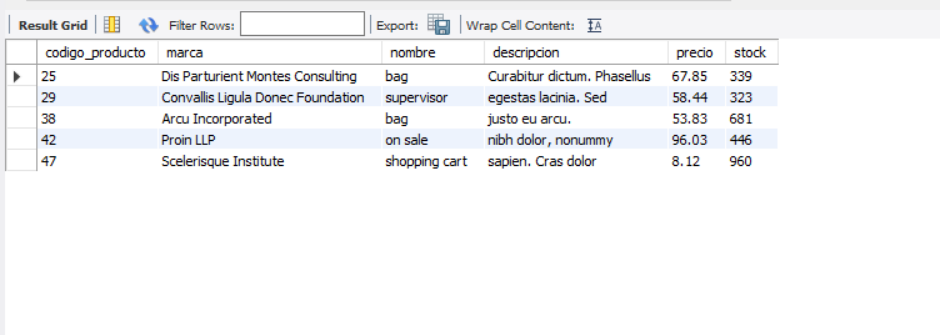 Result Grid Filter Rows: Export: Wrap Cell Content:
codigo_producto marca nombre descripcion precio stock
25 Dis Parturient Montes Consulting bag Curabitur dictum. Phasellus 67.85 339
29 Convallis Ligula Donec Foundation supervisor egestas lacinia. Sed 58.44 323
38 Arcu Incorporated bag justo eu arcu. 53.83 681
42 Proin LLP on sale nibh dolor, nonummy 96.03 446
47 Scelerisque Institute shopping cart sapien. Cras dolor 8.12 960